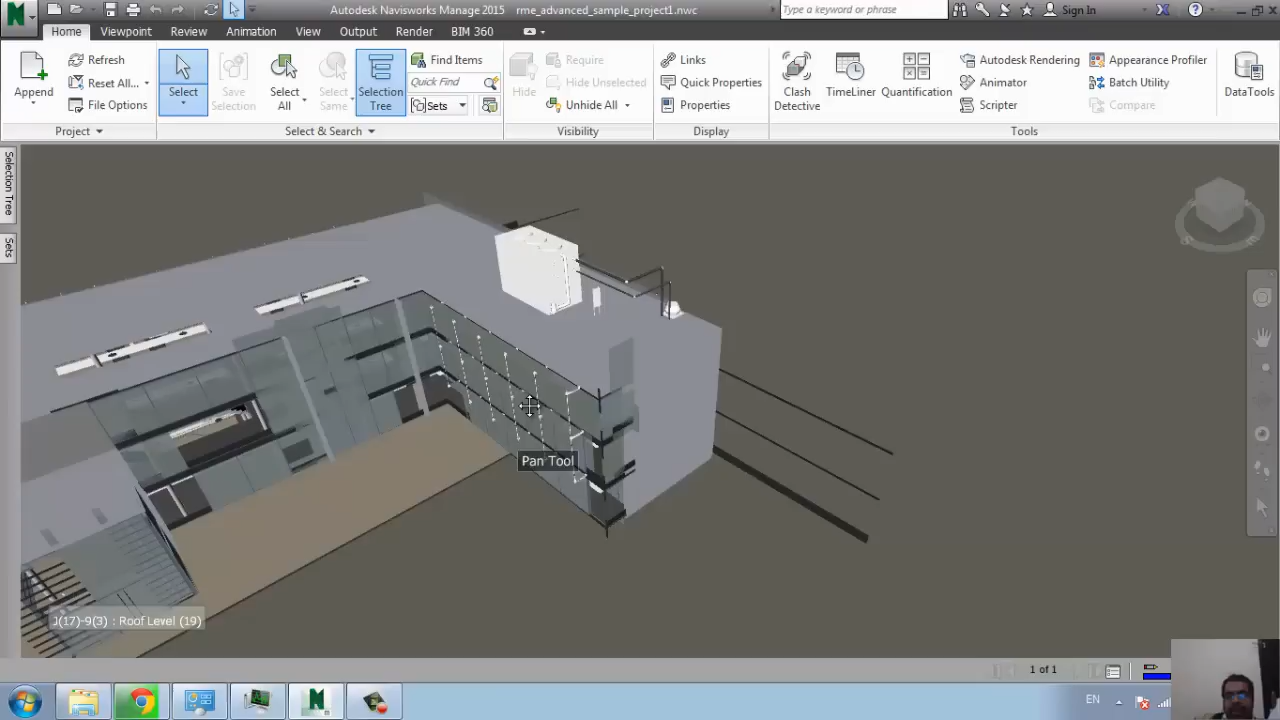 Autodesk Navisworks Manage 2015 rme_advanced_sample_project1.nwc
Type a keyword or phrase
Sign In
Home Viewpoint Review Animation View Output Render BIM 360
Append
Refresh
Reset All...
File Options
Project
Select
Save Selection
Select All
Select Same
Selection Tree
Find Items
Quick Find
Sets
Select & Search
Hide
Require
Hide Unselected
Unhide All
Visibility
Links
Quick Properties
Properties
Display
Clash Detective
TimeLiner
Quantification
Autodesk Rendering
Animator
Scripter
Appearance Profiler
Batch Utility
Compare
DataTools
Tools
Selection Tree
Sets
Pan Tool
J(17)-9(3) : Roof Level (19)
1 of 1
EN